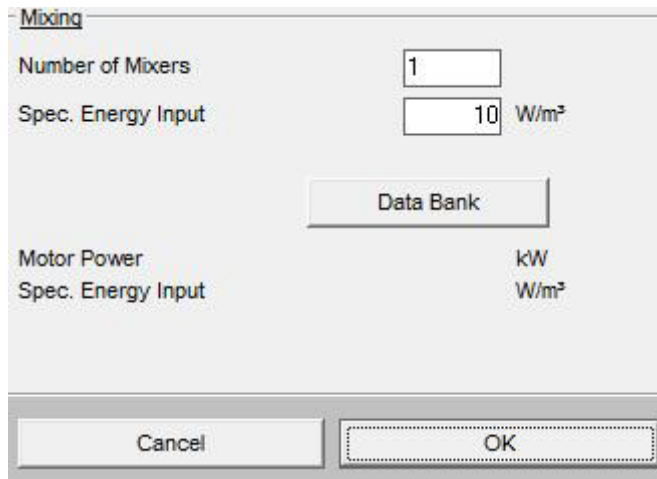 Mixing
Number of Mixers 1
Spec. Energy Input 10 W/m³
Data Bank
Motor Power kW
Spec. Energy Input W/m³
Cancel OK